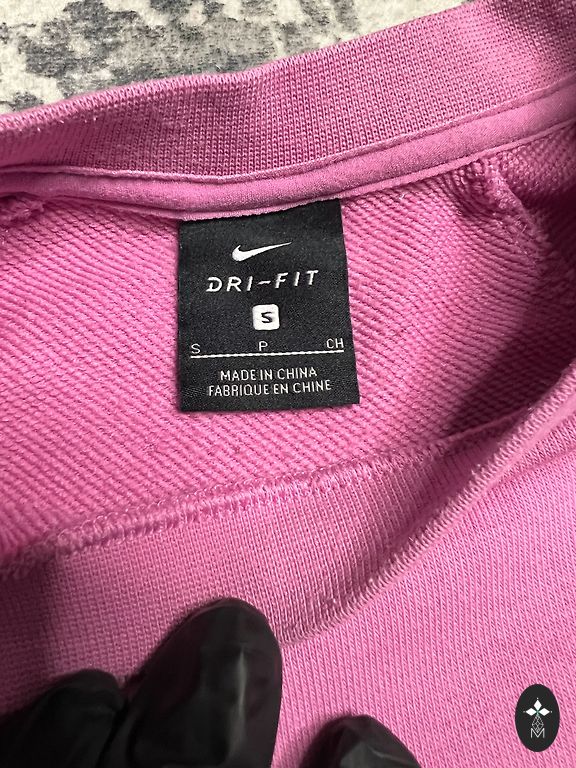 DRI-FIT
S
S P CH
MADE IN CHINA
FABRIQUE EN CHINE
M